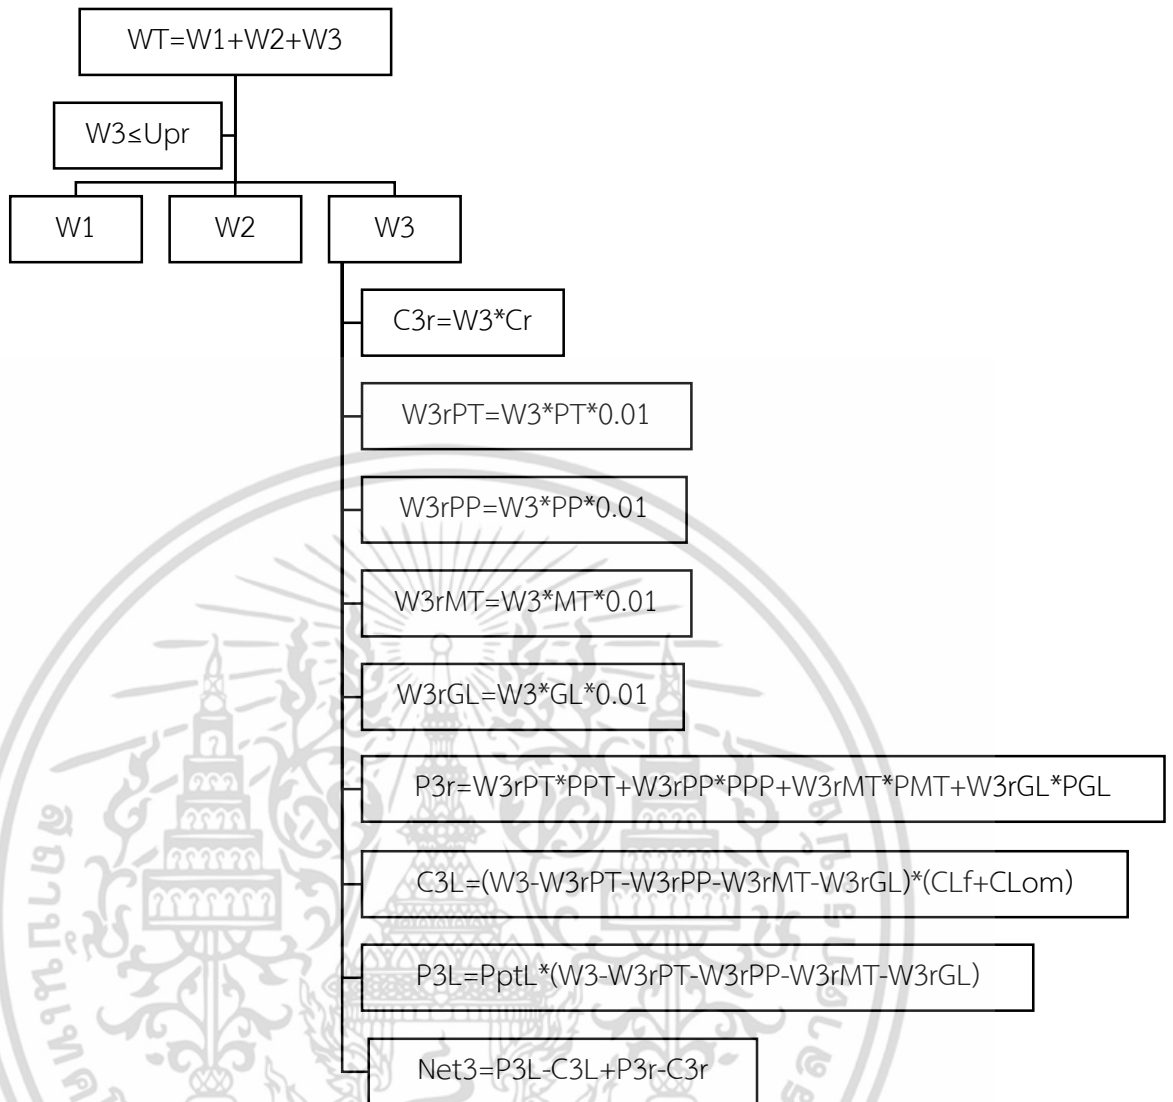 WT=W1+W2+W3
W3≤Upr
W1
W2
W3
C3r=W3*Cr
W3rPT=W3*PT*0.01
W3rPP=W3*PP*0.01
W3rMT=W3*MT*0.01
W3rGL=W3*GL*0.01
P3r=W3rPT*PPT+W3rPP*PPP+W3rMT*PMT+W3rGL*PGL
C3L=(W3-W3rPT-W3rPP-W3rMT-W3rGL)*(CLf+CLom)
P3L=PptL*(W3-W3rPT-W3rPP-W3rMT-W3rGL)
Net3=P3L-C3L+P3r-C3r